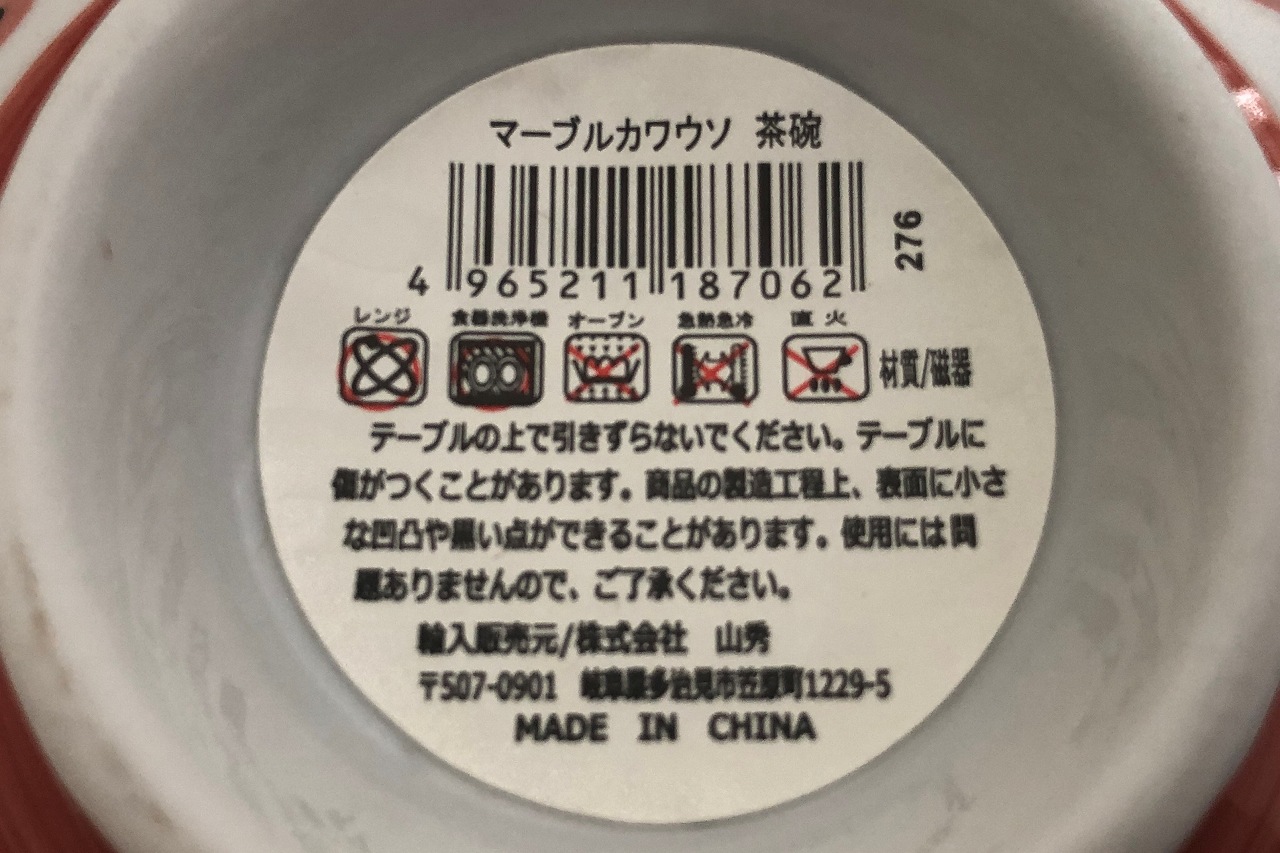 マーブルカワウソ 茶碗
4 965211 187062
276
レンジ 食器洗浄機 オーブン 急熱急冷 直火
材質/磁器
テーブルの上で引きずらないでください。テーブルに
傷がつくことがあります。商品の製造工程上、表面に小さ
な凹凸や黒い点ができることがあります。使用には問
題ありませんので、ご了承ください。
輸入販売元/株式会社 山秀
〒507-0901 岐阜県多治見市笠原町1229-5
MADE IN CHINA